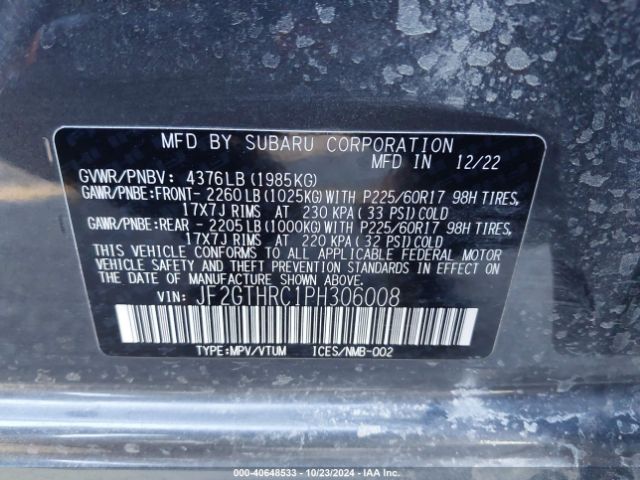 MFD BY SUBARU CORPORATION
MFD IN 12/22
GVWR/PNBV: 4376LB (1985KG)
GAWR/PNBE:FRONT- 2260LB (1025KG) WITH P225/60R17 98H TIRES,
17X7J RIMS AT 230 KPA (33 PSI) COLD
GAWR/PNBE:REAR - 2205LB (1000KG) WITH P225/60R17 98H TIRES,
17X7J RIMS AT 220 KPA (32 PSI) COLD
THIS VEHICLE CONFORMS TO ALL APPLICABLE FEDERAL MOTOR
VEHICLE SAFETY AND THEFT PREVENTION STANDARDS IN EFFECT
ON THE DATE OF MANUFACTURE SHOWN ABOVE.
VIN: JF2GTHRC1PH306008
TYPE:MPV/VTUM ICES/NMB-002
000-40648533 - 10/23/2024 - IAA Inc.